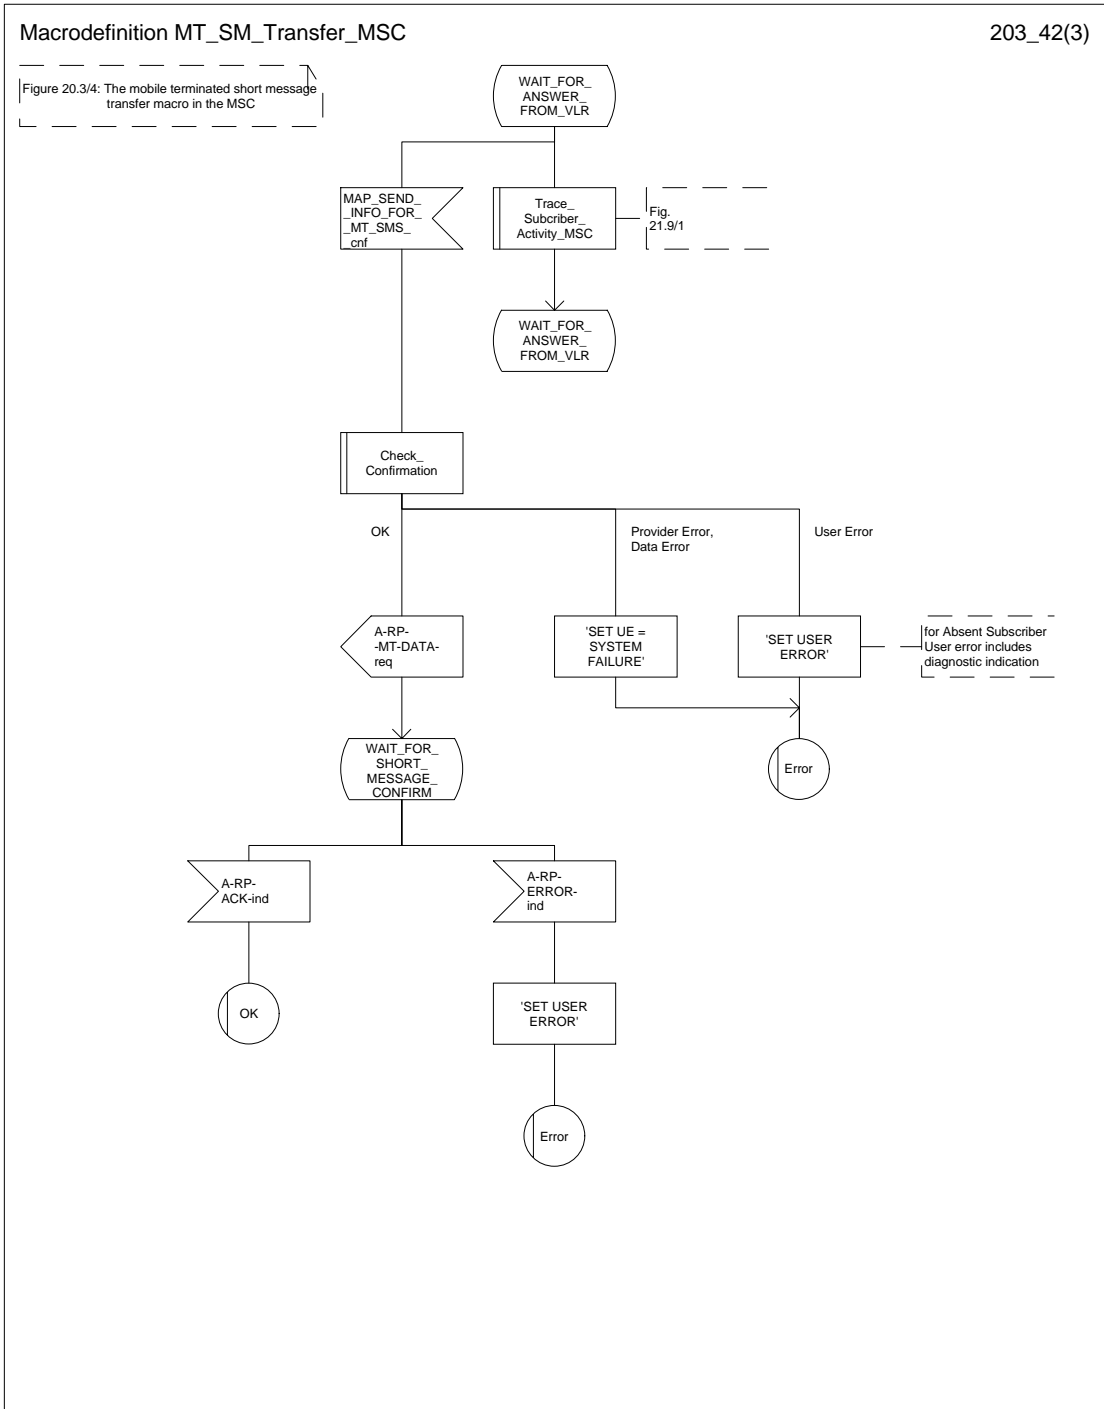 Macrodefinition MT_SM_Transfer_MSC
203_42(3)
Figure 20.3/4: The mobile terminated short message
transfer macro in the MSC
WAIT_FOR_
ANSWER_
FROM_VLR
MAP_SEND_
_INFO_FOR_
_MT_SMS_
_cnf
Trace_
Subcriber_
Activity_MSC
Fig.
21.9/1
WAIT_FOR_
ANSWER_
FROM_VLR
Check_
Confirmation
OK
Provider Error,
Data Error
User Error
A-RP-
-MT-DATA-
req
'SET UE =
SYSTEM
FAILURE'
'SET USER
ERROR'
for Absent Subscriber
User error includes
diagnostic indication
WAIT_FOR_
SHORT_
MESSAGE_
CONFIRM
Error
A-RP-
ACK-ind
A-RP-
ERROR-
ind
OK
'SET USER
ERROR'
Error